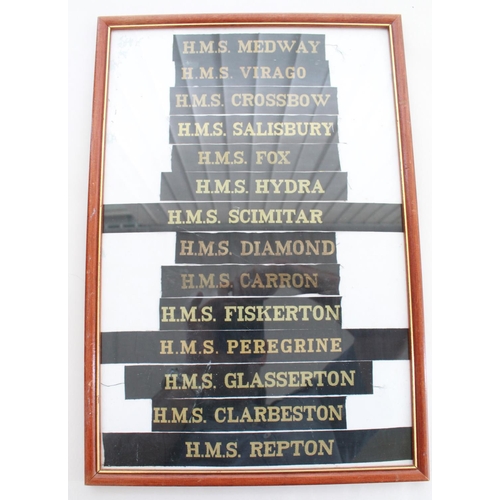 H.M.S. MEDWAY
H.M.S. VIRAGO
H.M.S. CROSSBOW
H.M.S. SALISBURY
H.M.S. FOX
H.M.S. HYDRA
H.M.S. SCIMITAR
H.M.S. DIAMOND
H.M.S. CARRON
H.M.S. FISKERTON
H.M.S. PEREGRINE
H.M.S. GLASSERTON
H.M.S. CLARBESTON
H.M.S. REPTON